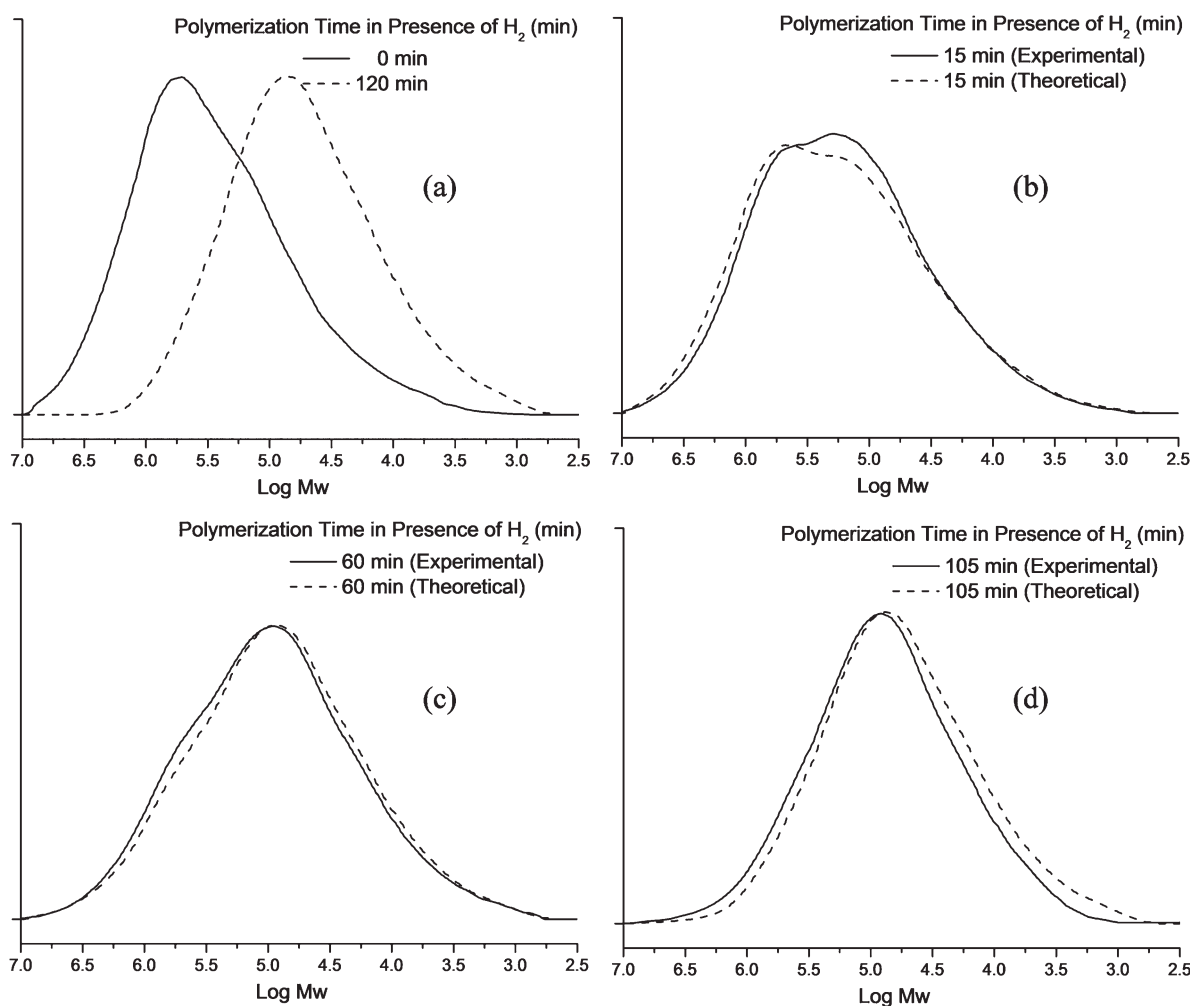 Polymerization Time in Presence of H2 (min)
0 min
120 min
(a)
7.0 6.5 6.0 5.5 5.0 4.5 4.0 3.5 3.0 2.5
Log Mw
Polymerization Time in Presence of H2 (min)
15 min (Experimental)
15 min (Theoretical)
(b)
7.0 6.5 6.0 5.5 5.0 4.5 4.0 3.5 3.0 2.5
Log Mw
Polymerization Time in Presence of H2 (min)
60 min (Experimental)
60 min (Theoretical)
(c)
7.0 6.5 6.0 5.5 5.0 4.5 4.0 3.5 3.0 2.5
Log Mw
Polymerization Time in Presence of H2 (min)
105 min (Experimental)
105 min (Theoretical)
(d)
7.0 6.5 6.0 5.5 5.0 4.5 4.0 3.5 3.0 2.5
Log Mw